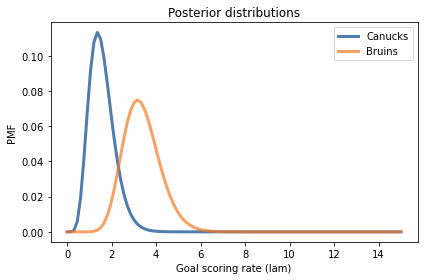 Posterior distributions
Canucks
Bruins
PMF
0.10
0.08
0.06
0.04
0.02
0.00
0 2 4 6 8 10 12 14
Goal scoring rate (lam)